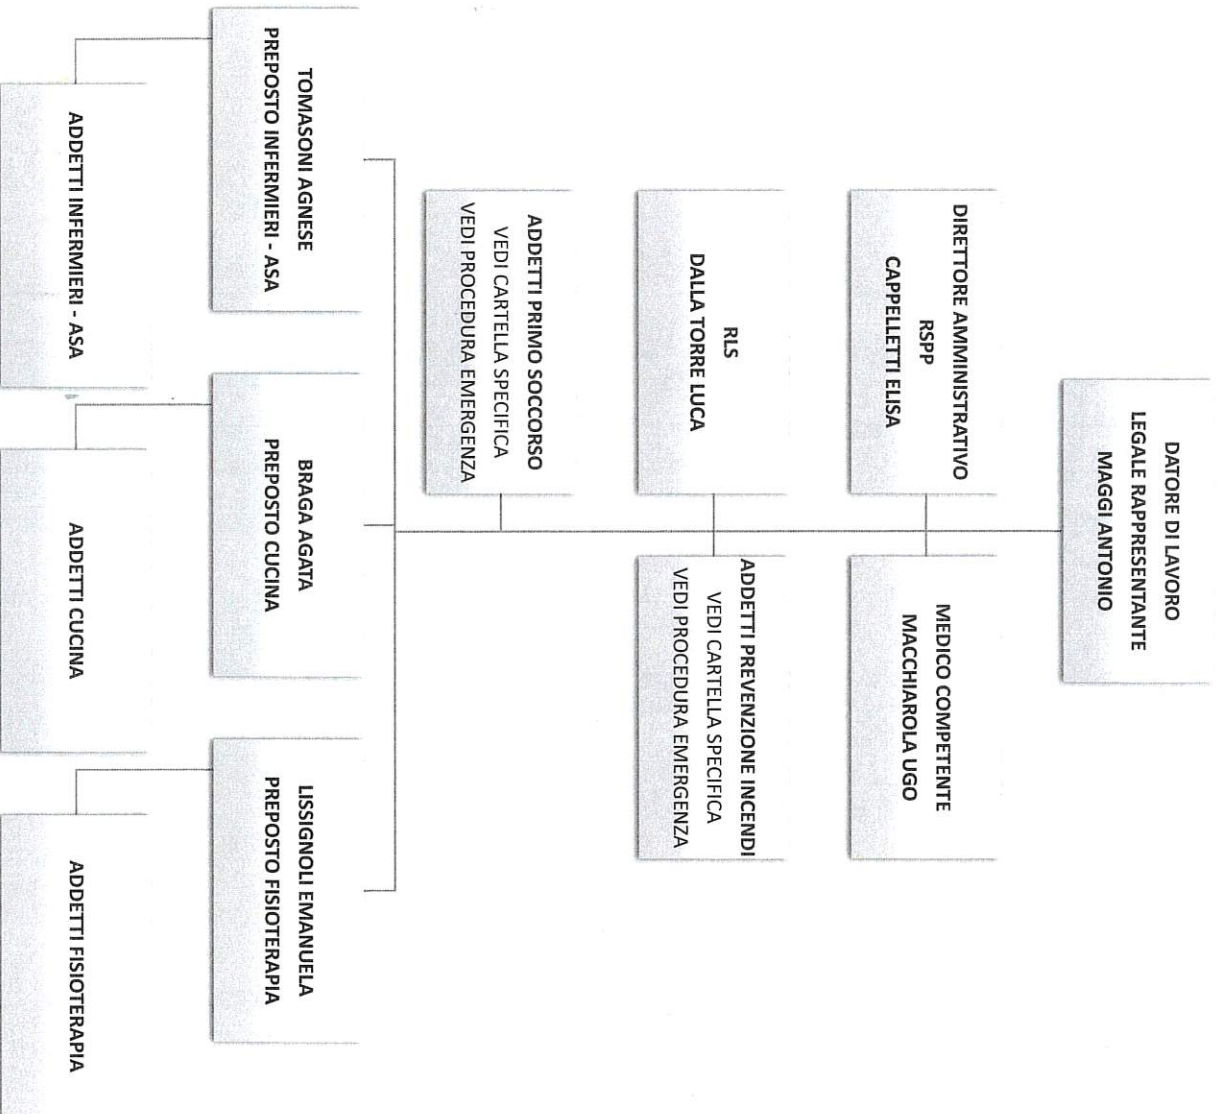 DATORE DI LAVORO
LEGALE RAPPRESENTANTE
MAGGI ANTONIO
DIRETTORE AMMINISTRATIVO
RSPP
CAPPELLETTI ELISA
MEDICO COMPETENTE
MACCHIAROLA UGO
RLS
DALLA TORRE LUCA
ADDETTI PREVENZIONE INCENDI
VEDI CARTELLA SPECIFICA
VEDI PROCEDURA EMERGENZA
ADDETTI PRIMO SOCCORSO
VEDI CARTELLA SPECIFICA
VEDI PROCEDURA EMERGENZA
TOMASONI AGNESE
PREPOSTO INFERMIERI - ASA
BRAGA AGATA
PREPOSTO CUCINA
LISSIGNOLI EMANUELA
PREPOSTO FISIOTERAPIA
ADDETTI INFERMIERI - ASA
ADDETTI CUCINA
ADDETTI FISIOTERAPIA